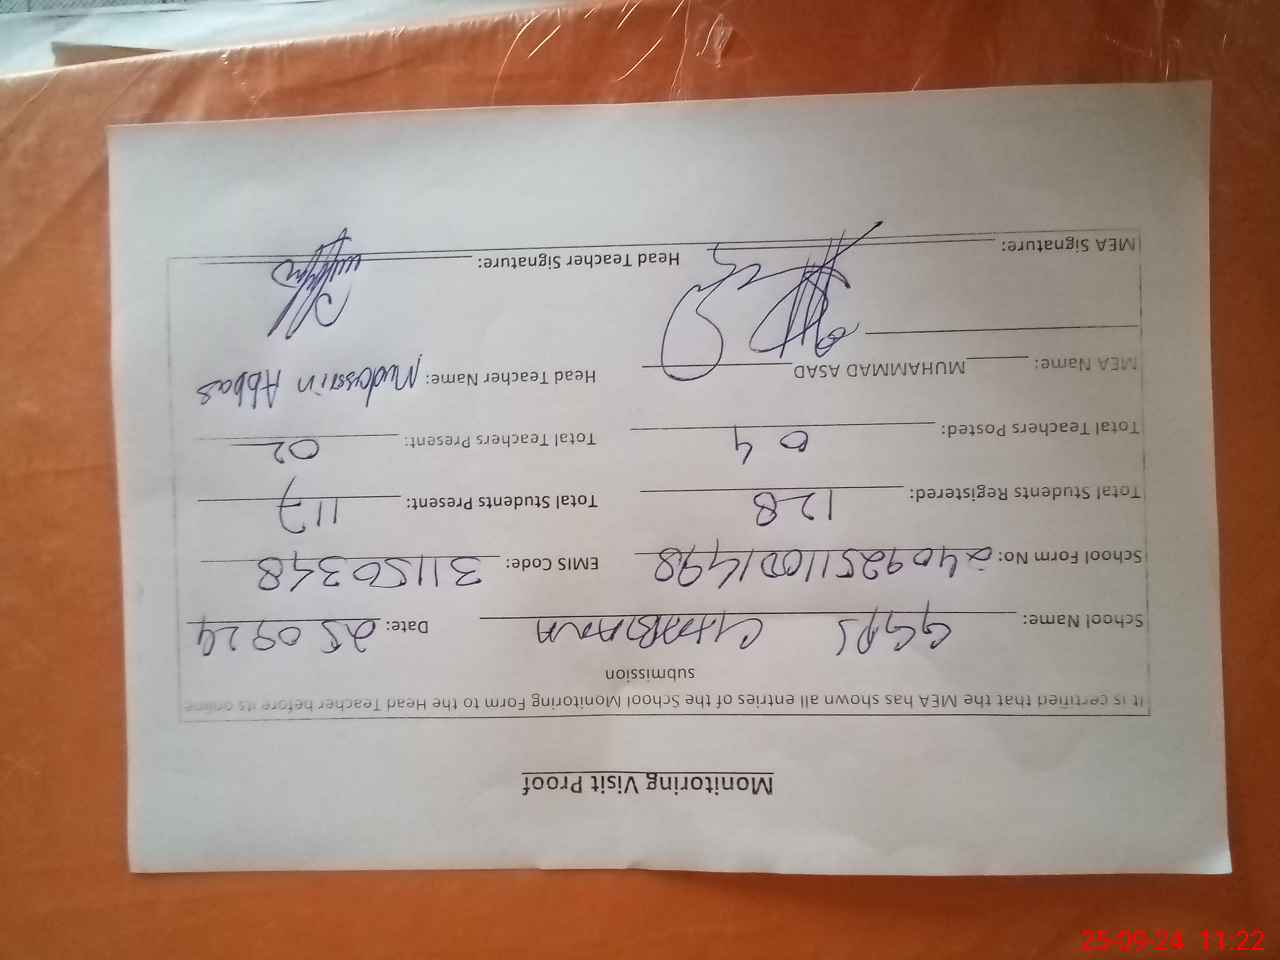 Monitoring Visit Proof
It is certified that the MEA has shown all entries of the School Monitoring Form to the Head Teacher before its online
submission
School Name: GGPS Date: 25 09 24
School Form No: 24092511001498 EMIS Code: 31150348
Total Students Registered: 128 Total Students Present: 117
Total Teachers Posted: 04 Total Teachers Present: 02
MEA Name: MUHAMMAD ASAD Head Teacher Name: Abbas
MEA Signature: Head Teacher Signature:
25-09-24 11:22